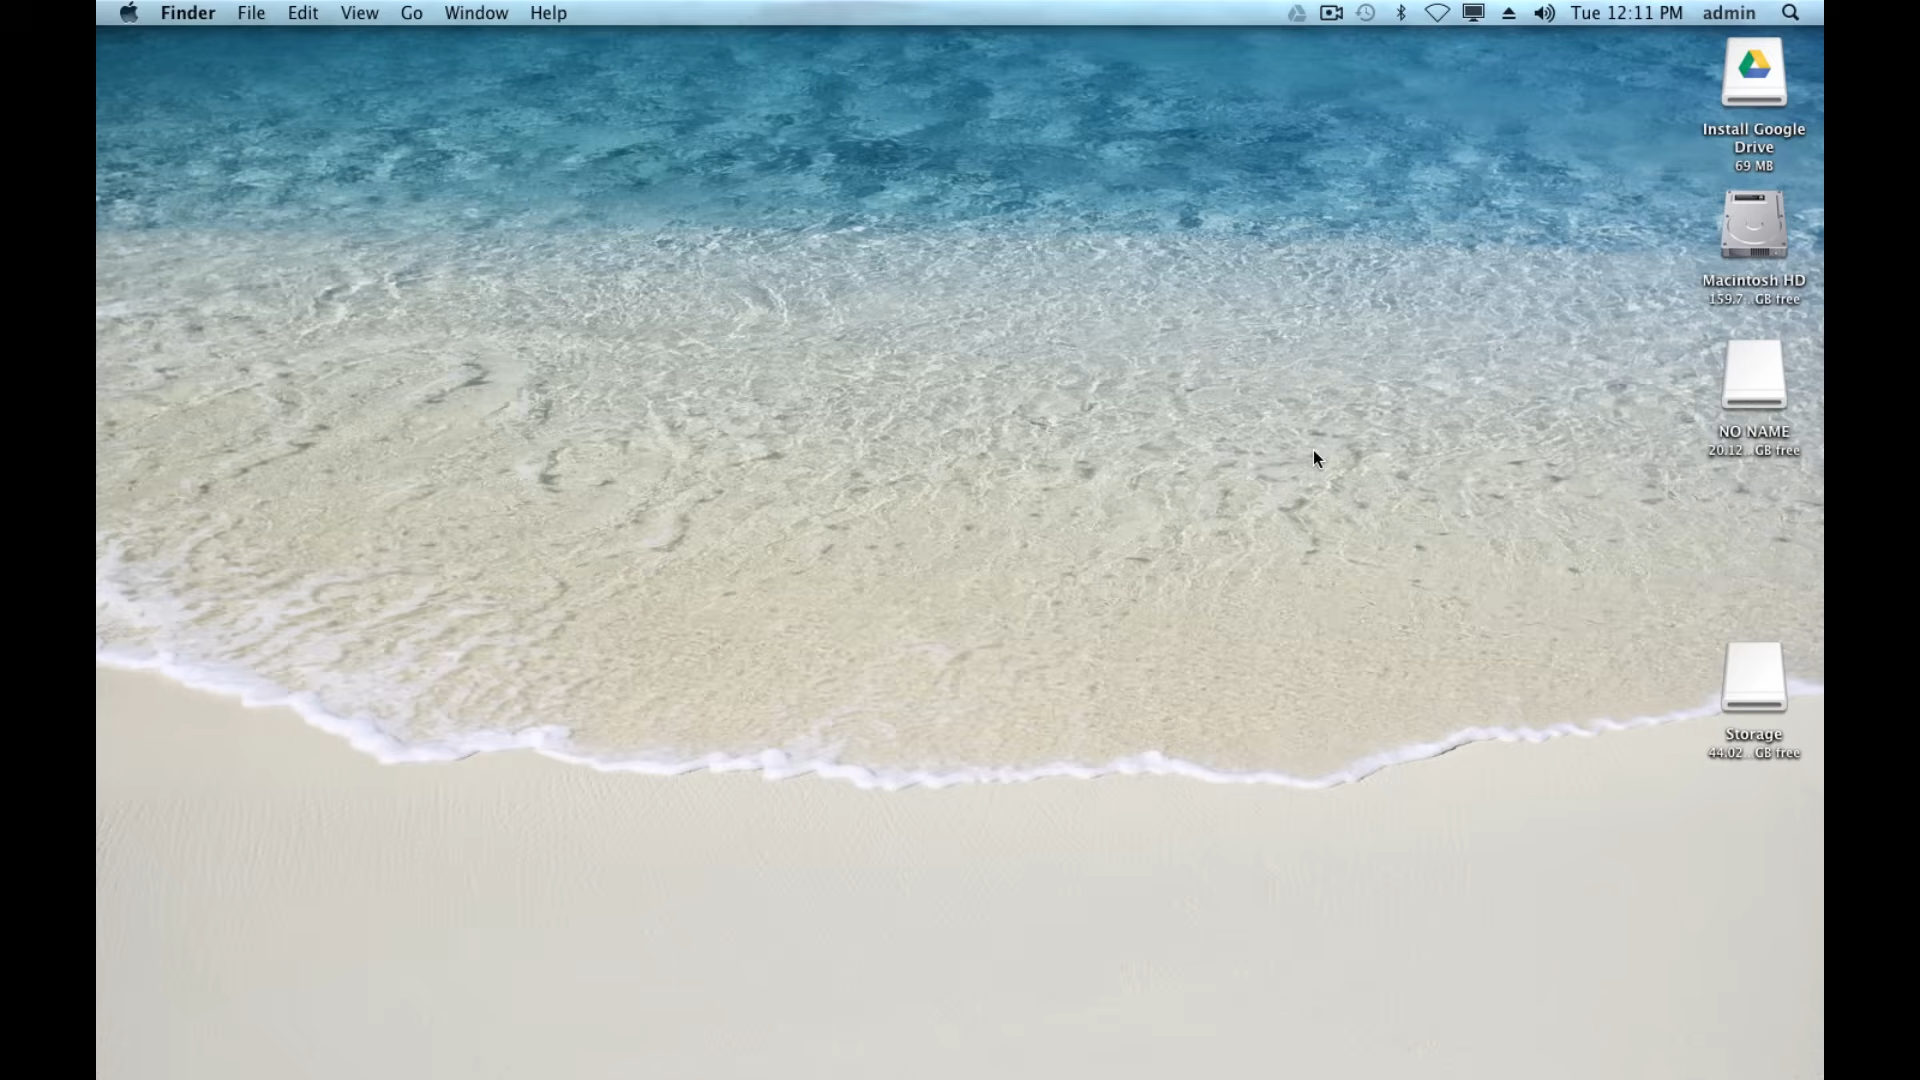 Finder File Edit View Go Window Help Tue 12:11 PM admin
Install Google
Drive
69 MB
Macintosh HD
159.7...GB free
NO NAME
20.12...GB free
Storage
44.02...GB free